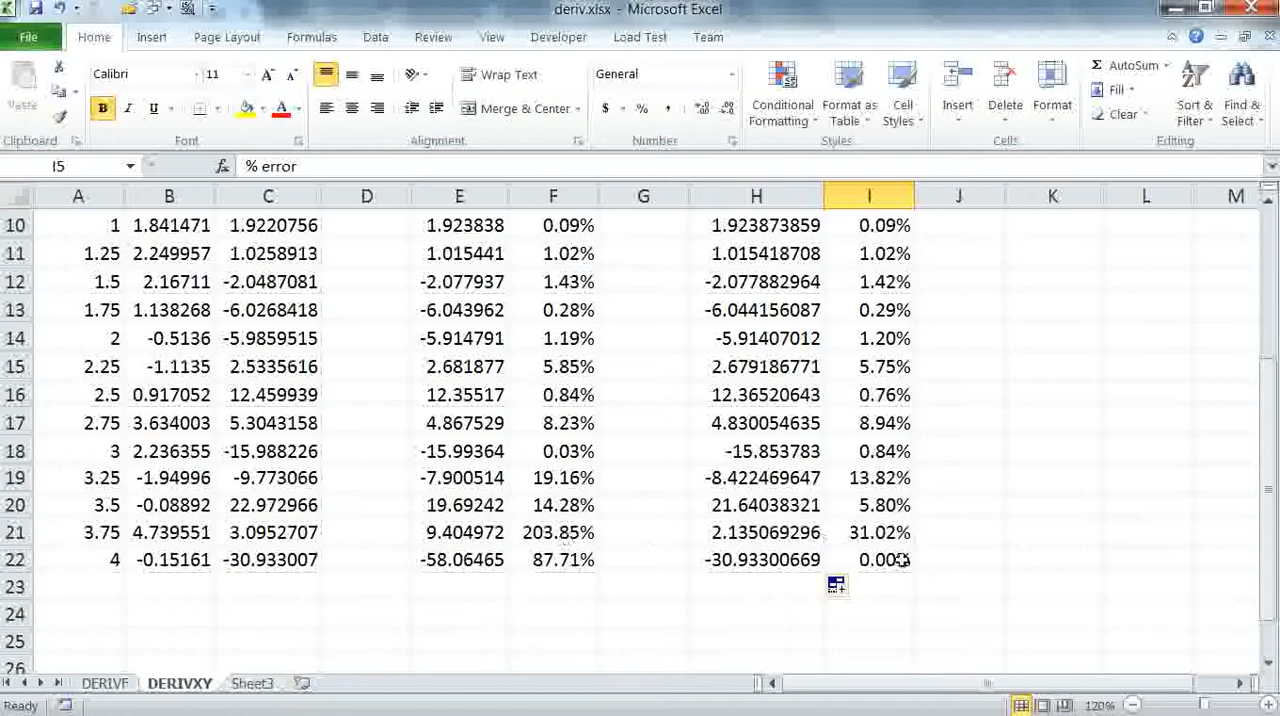 deriv.xlsx - Microsoft Excel
File Home Insert Page Layout Formulas Data Review View Developer Load Test Team
Calibri 11 A A Wrap Text General AutoSum
Paste Fill
B I U A Merge & Center $ % , Conditional Formatting Format as Table Cell Styles Insert Delete Format Clear Sort & Filter Find & Select
Clipboard Font Alignment Number Styles Cells Editing
I5 fx % error
A B C D E F G H I J K L M
10 1 1.841471 1.9220756 1.923838 0.09% 1.923873859 0.09%
11 1.25 2.249957 1.0258913 1.015441 1.02% 1.015418708 1.02%
12 1.5 2.16711 -2.0487081 -2.077937 1.43% -2.077882964 1.42%
13 1.75 1.138268 -6.0268418 -6.043962 0.28% -6.044156087 0.29%
14 2 -0.5136 -5.9859515 -5.914791 1.19% -5.91407012 1.20%
15 2.25 -1.1135 2.5335616 2.681877 5.85% 2.679186771 5.75%
16 2.5 0.917052 12.459939 12.35517 0.84% 12.36520643 0.76%
17 2.75 3.634003 5.3043158 4.867529 8.23% 4.830054635 8.94%
18 3 2.236355 -15.988226 -15.99364 0.03% -15.853783 0.84%
19 3.25 -1.94996 -9.773066 -7.900514 19.16% -8.422469647 13.82%
20 3.5 -0.08892 22.972966 19.69242 14.28% 21.64038321 5.80%
21 3.75 4.739551 3.0952707 9.404972 203.85% 2.135069296 31.02%
22 4 -0.15161 -30.933007 -58.06465 87.71% -30.93300669 0.00%
23
24
25
26
DERIVF DERIVXY Sheet3
Ready 120%